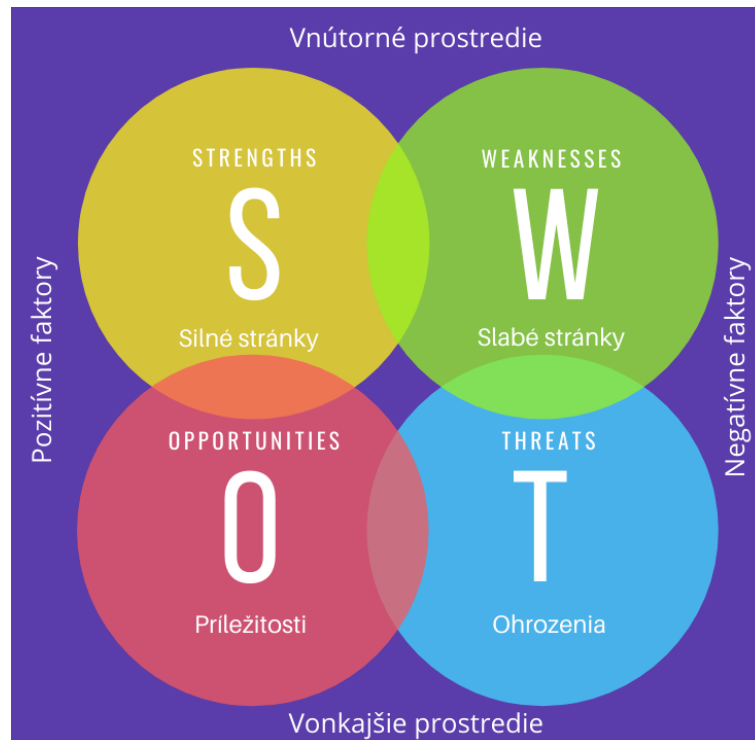 Vnútorné prostredie
STRENGTHS
S
Silné stránky
WEAKNESSES
W
Slabé stránky
Pozitívne faktory
Negatívne faktory
OPPORTUNITIES
O
Príležitosti
THREATS
T
Ohrozenia
Vonkajšie prostredie